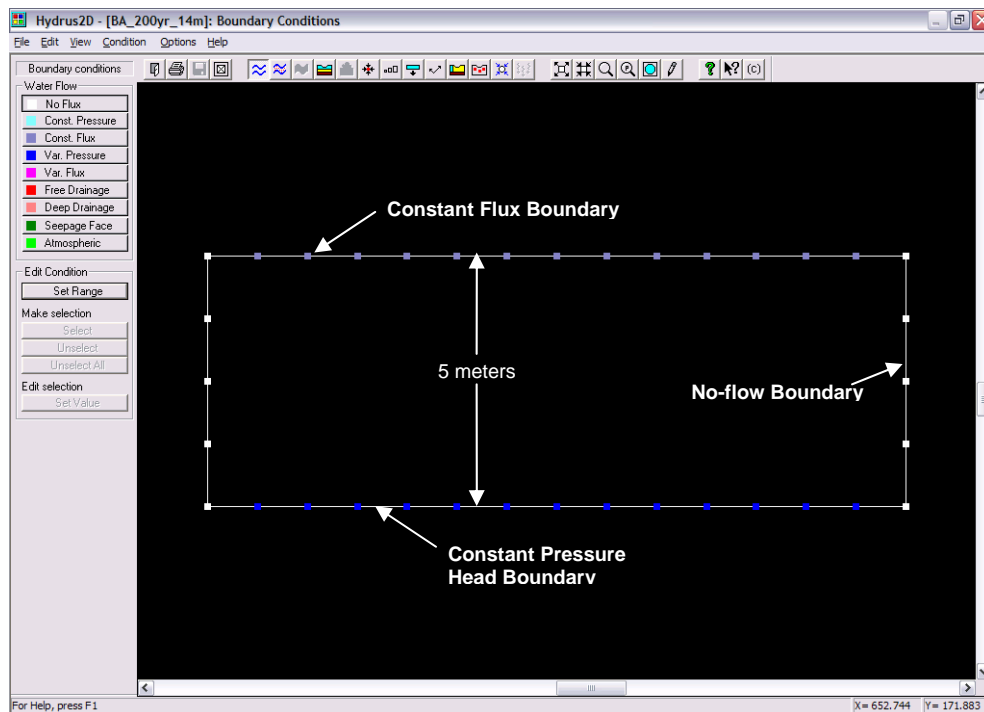 Hydrus2D - [BA_200yr_14m]: Boundary Conditions
File Edit View Condition Options Help
Boundary conditions
Water Flow
No Flux
Const. Pressure
Const. Flux
Var. Pressure
Var. Flux
Free Drainage
Deep Drainage
Seepage Face
Atmospheric
Edit Condition
Set Range
Make selection
Select
Unselect
Unselect All
Edit selection
Set Value
Constant Flux Boundary
5 meters
No-flow Boundary
Constant Pressure
Head Boundary
For Help, press F1
X= 652.744 Y= 171.883